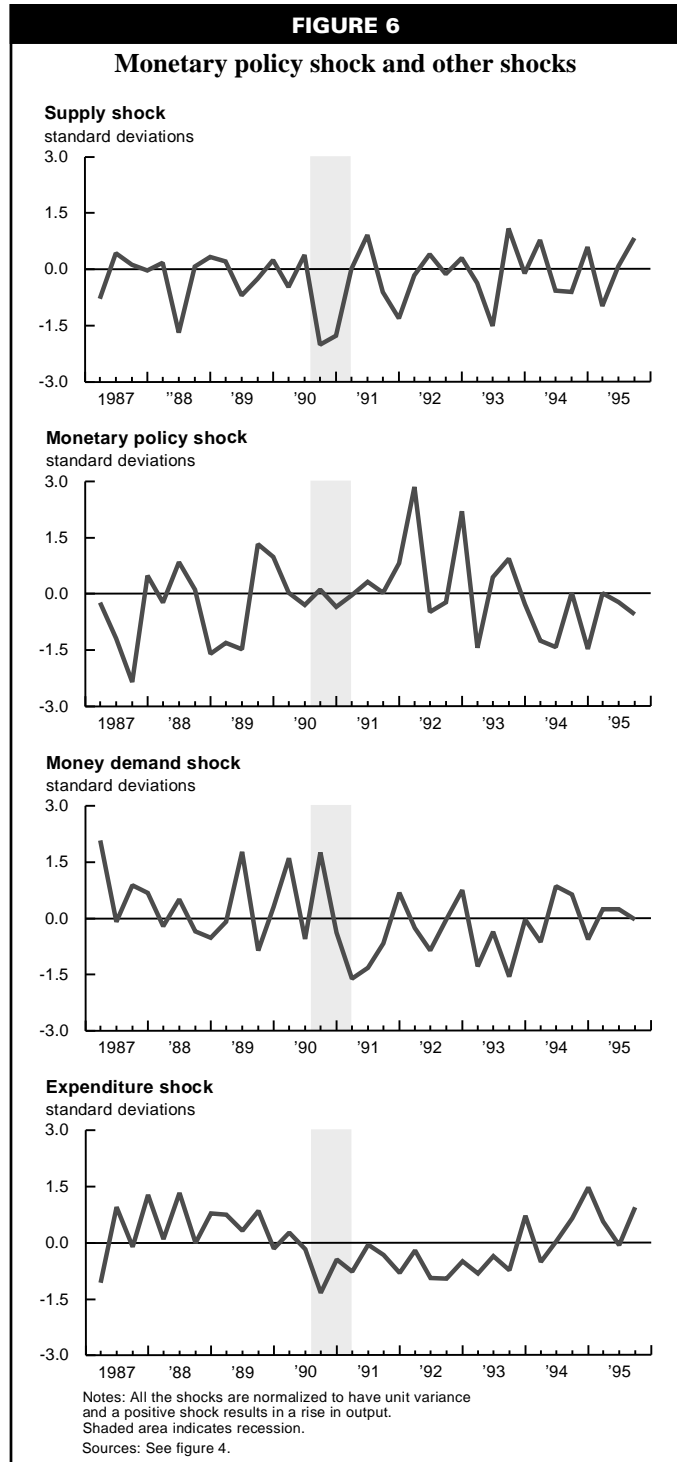 FIGURE 6
Monetary policy shock and other shocks
Supply shock
standard deviations
3.0
1.5
0.0
-1.5
-3.0
1987 ''88 '89 '90 '91 '92 '93 '94 '95
Monetary policy shock
standard deviations
3.0
1.5
0.0
-1.5
-3.0
1987 '88 '89 '90 '91 '92 '93 '94 '95
Money demand shock
standard deviations
3.0
1.5
0.0
-1.5
-3.0
1987 '88 '89 '90 '91 '92 '93 '94 '95
Expenditure shock
standard deviations
3.0
1.5
0.0
-1.5
-3.0
1987 '88 '89 '90 '91 '92 '93 '94 '95
Notes: All the shocks are normalized to have unit variance
and a positive shock results in a rise in output.
Shaded area indicates recession.
Sources: See figure 4.